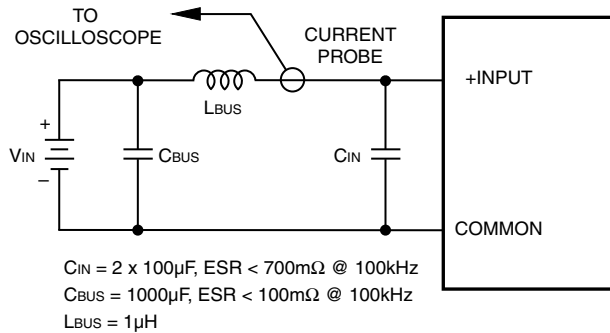 TO
OSCILLOSCOPE
CURRENT
PROBE
+INPUT
LBUS
+
VIN
–
CBUS
CIN
COMMON
CIN = 2 x 100µF, ESR < 700mΩ @ 100kHz
CBUS = 1000µF, ESR < 100mΩ @ 100kHz
LBUS = 1µH